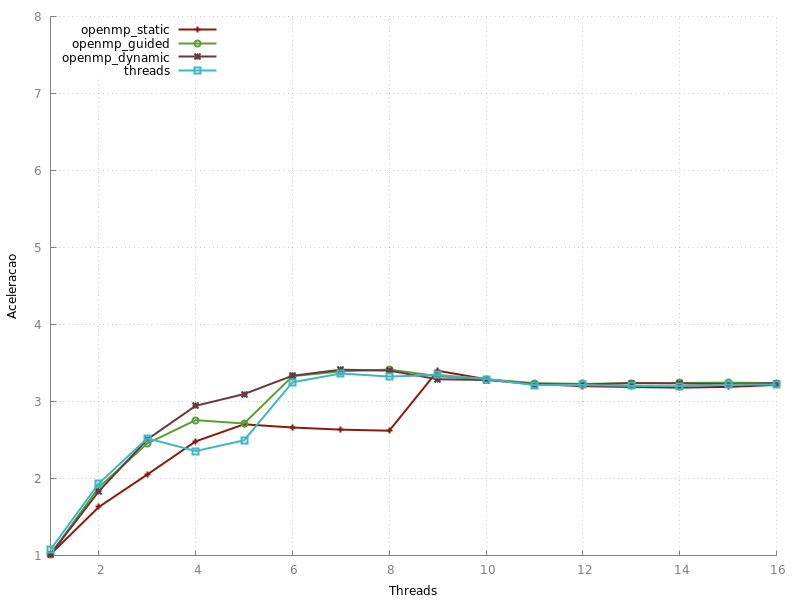 openmp_static
openmp_guided
openmp_dynamic
threads
8
7
6
5
4
3
2
1
Aceleracao
2 4 6 8 10 12 14 16
Threads